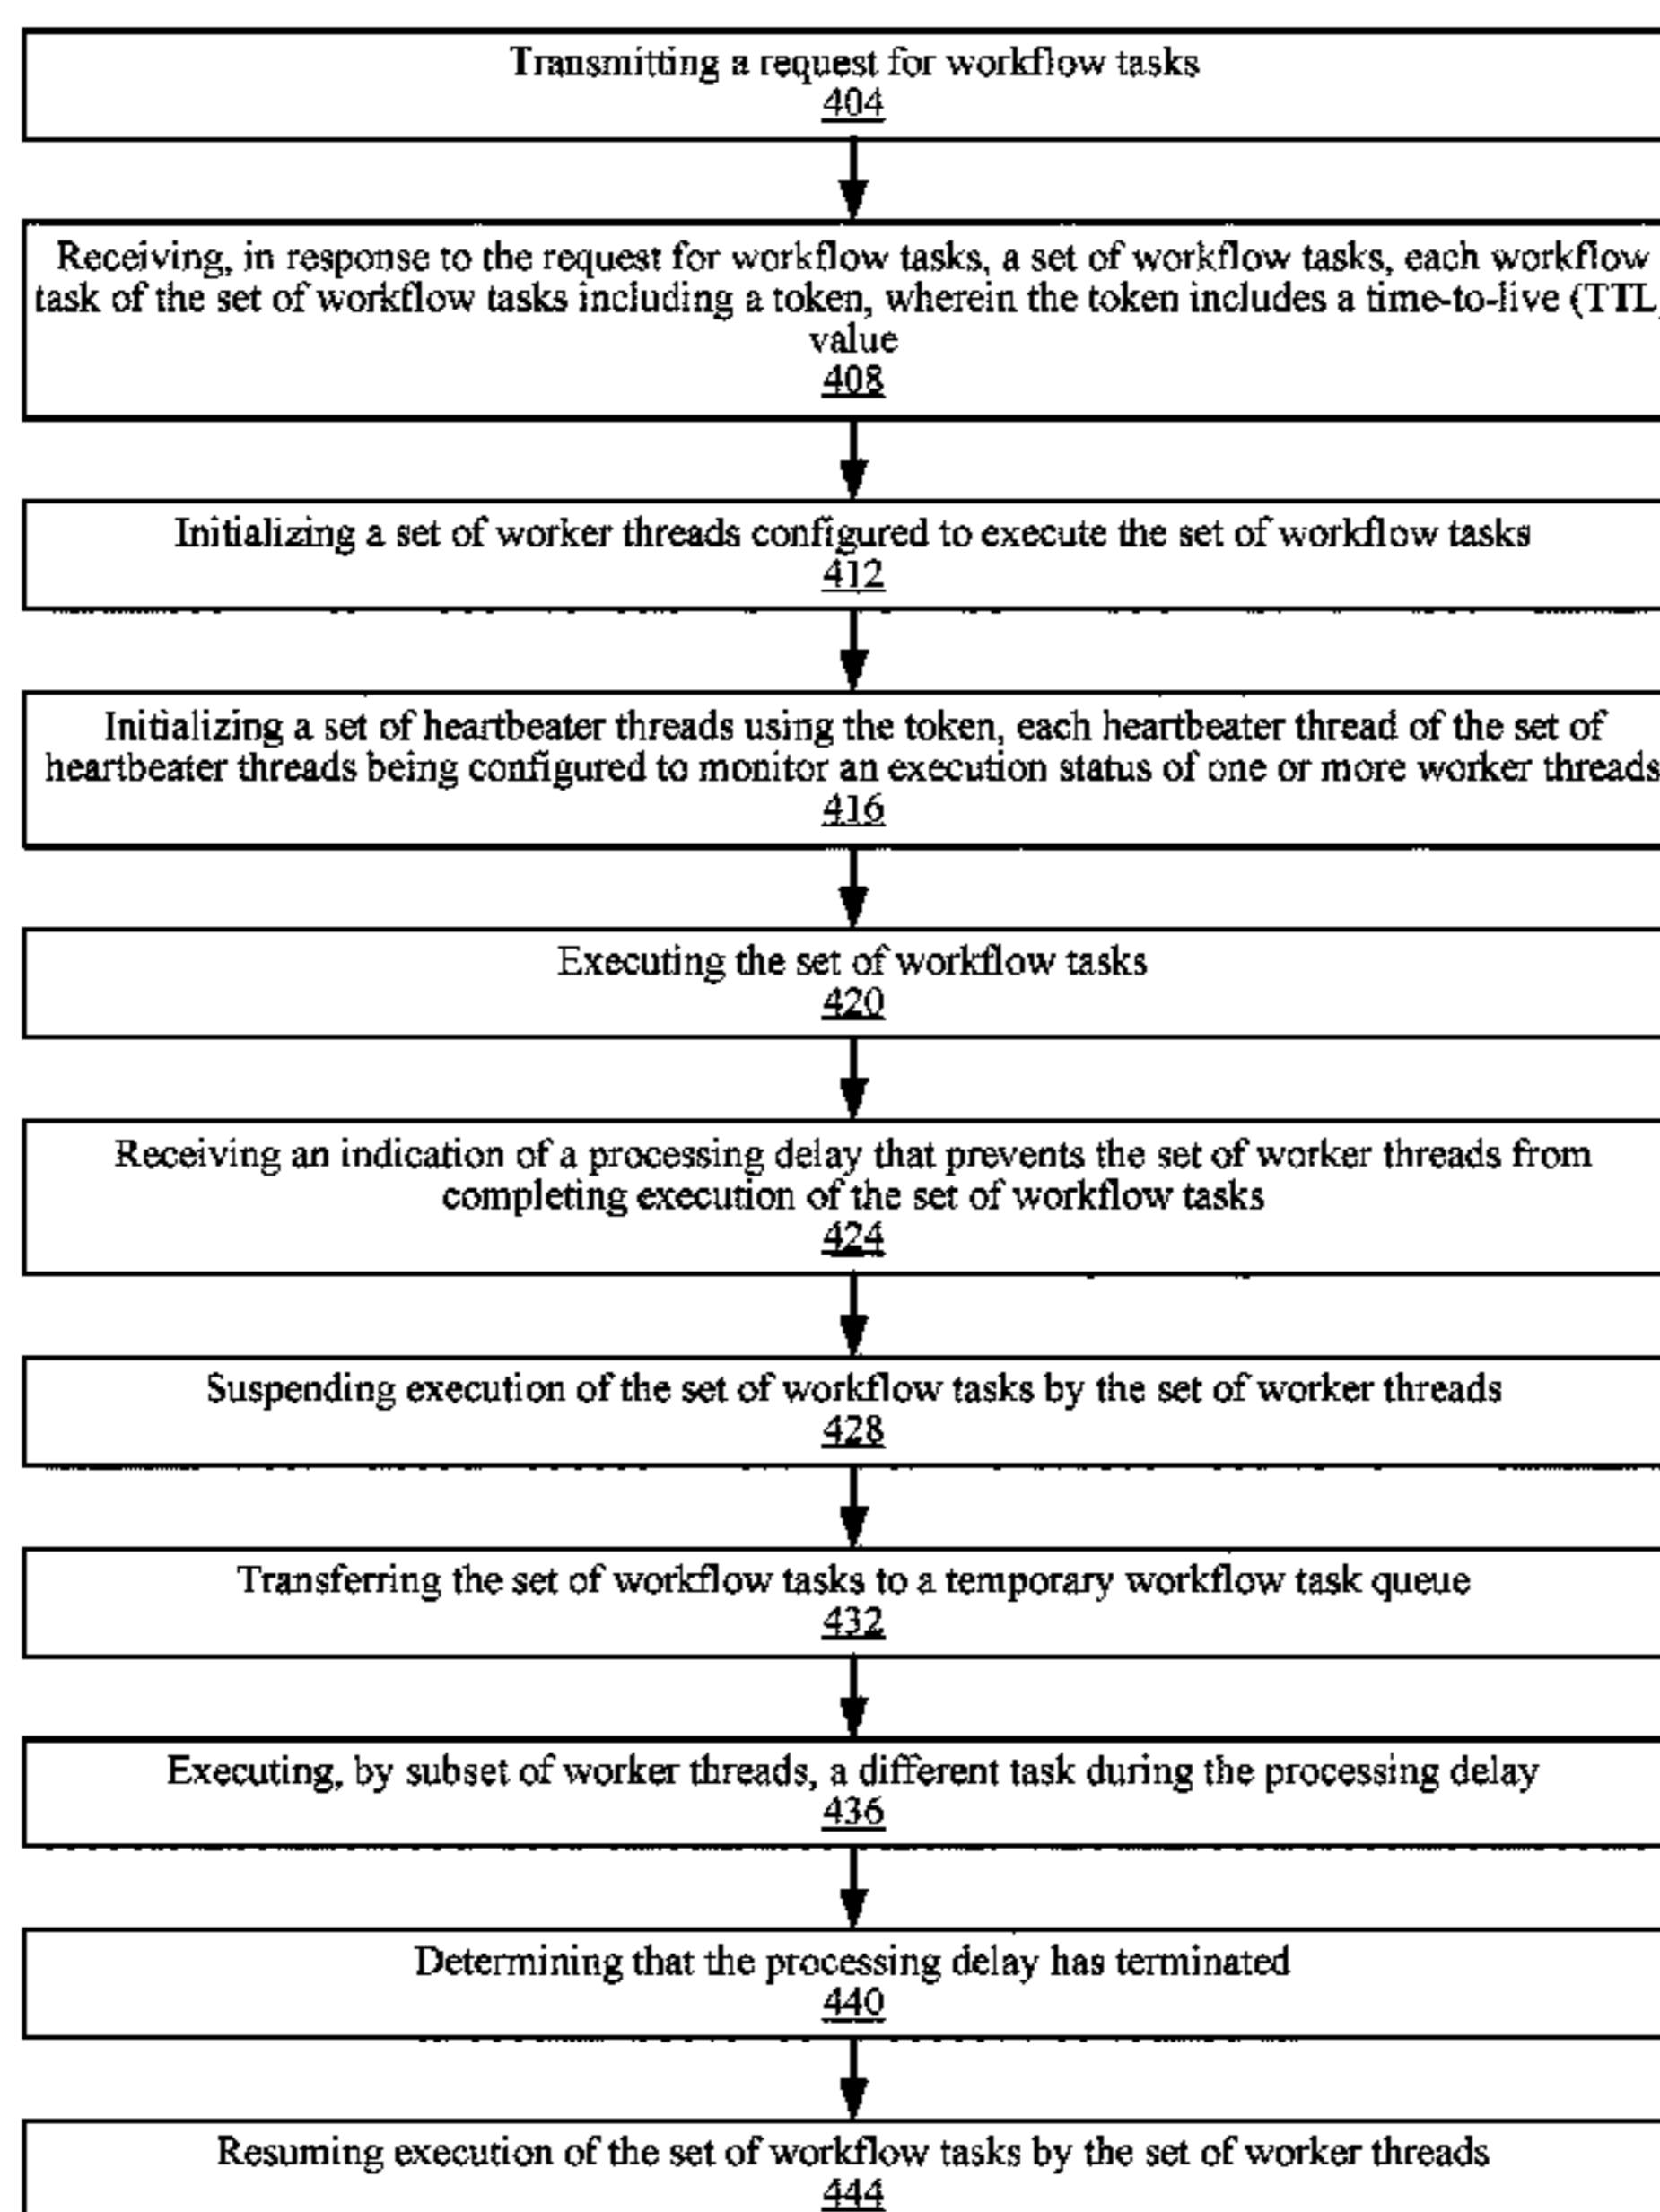 Transmitting a request for workflow tasks
404
Receiving, in response to the request for workflow tasks, a set of workflow tasks, each workflow
task of the set of workflow tasks including a token, wherein the token includes a time-to-live (TTL)
value
408
Initializing a set of worker threads configured to execute the set of workflow tasks
412
Initializing a set of heartbeater threads using the token, each heartbeater thread of the set of
heartbeater threads being configured to monitor an execution status of one or more worker threads
416
Executing the set of workflow tasks
420
Receiving an indication of a processing delay that prevents the set of worker threads from
completing execution of the set of workflow tasks
424
Suspending execution of the set of workflow tasks by the set of worker threads
428
Transferring the set of workflow tasks to a temporary workflow task queue
432
Executing, by subset of worker threads, a different task during the processing delay
436
Determining that the processing delay has terminated
440
Resuming execution of the set of workflow tasks by the set of worker threads
444